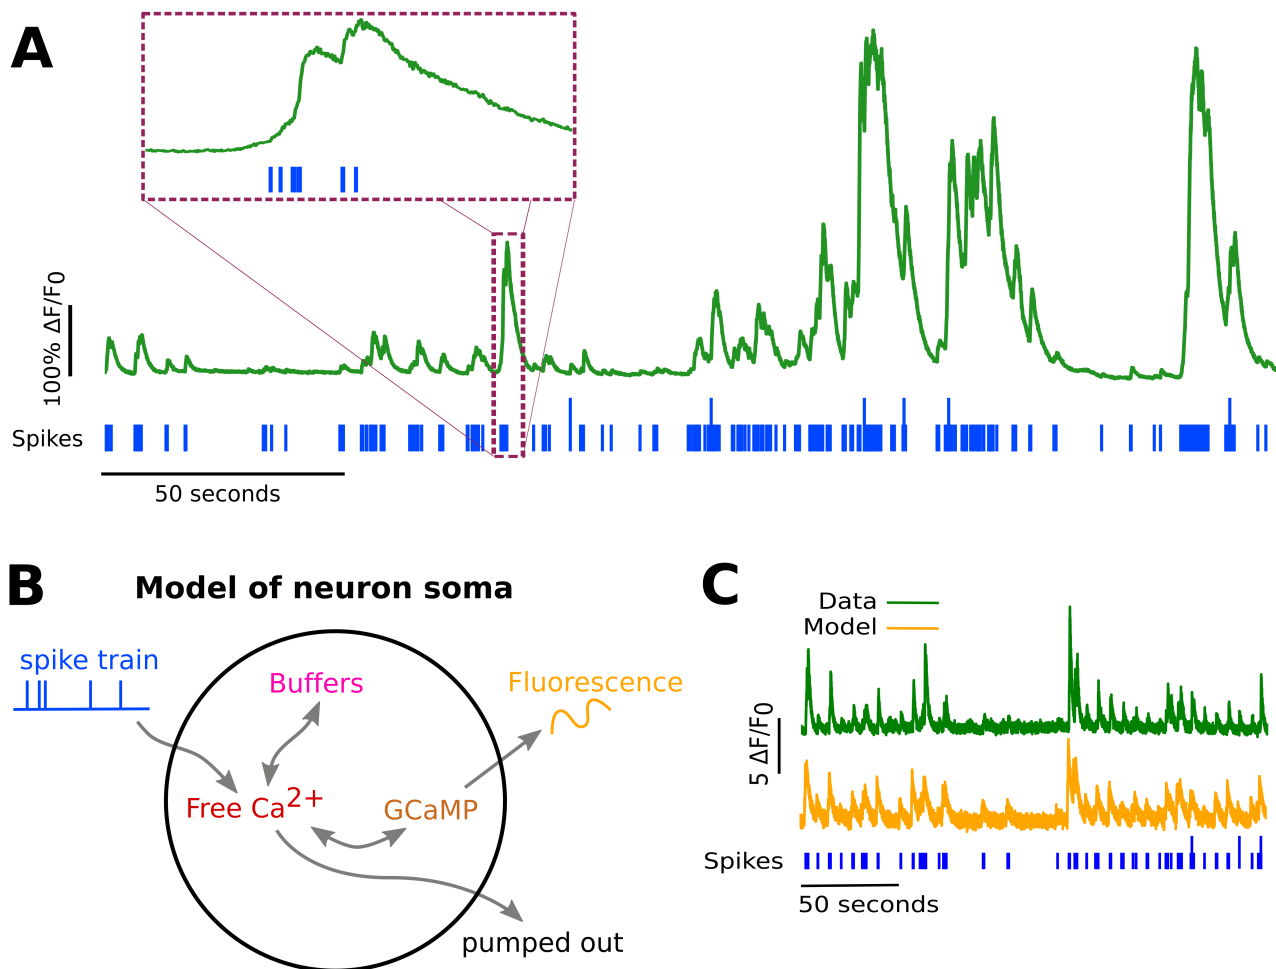 A
100% ΔF/F0
Spikes
50 seconds
B
Model of neuron soma
spike train
Buffers
Fluorescence
Free Ca2+
GCaMP
pumped out
C
Data
Model
5 ΔF/F0
Spikes
50 seconds